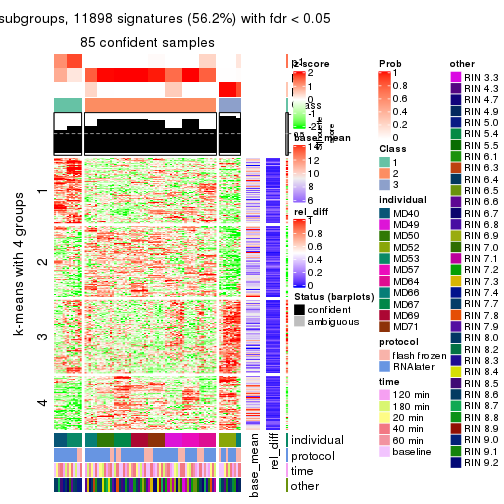 subgroups, 11898 signatures (56.2%) with fdr < 0.05
85 confident samples
k-means with 4 groups
1
2
3
4
z-score
2
1
0
-1
-2
base_mean
14
12
10
8
6
rel_diff
1
0.5
0
Status (barplots)
confident
ambiguous
Prob
1
0.8
0.6
0.4
0.2
0
Class
1
2
3
individual
MD40
MD49
MD50
MD52
MD53
MD57
MD64
MD66
MD67
MD69
MD71
protocol
flash frozen
RNAlater
time
120 min
180 min
20 min
40 min
60 min
baseline
other
RIN 3.3
RIN 4.3
RIN 4.7
RIN 4.9
RIN 5.0
RIN 5.4
RIN 5.5
RIN 6.1
RIN 6.3
RIN 6.4
RIN 6.5
RIN 6.6
RIN 6.7
RIN 6.8
RIN 6.9
RIN 7.0
RIN 7.1
RIN 7.2
RIN 7.3
RIN 7.4
RIN 7.5
RIN 7.6
RIN 7.7
RIN 7.8
RIN 7.9
RIN 8.0
RIN 8.2
RIN 8.3
RIN 8.4
RIN 8.5
RIN 8.6
RIN 8.7
RIN 8.8
RIN 8.9
RIN 9.0
RIN 9.1
RIN 9.2
base_mean
rel_diff
individual
protocol
time
other